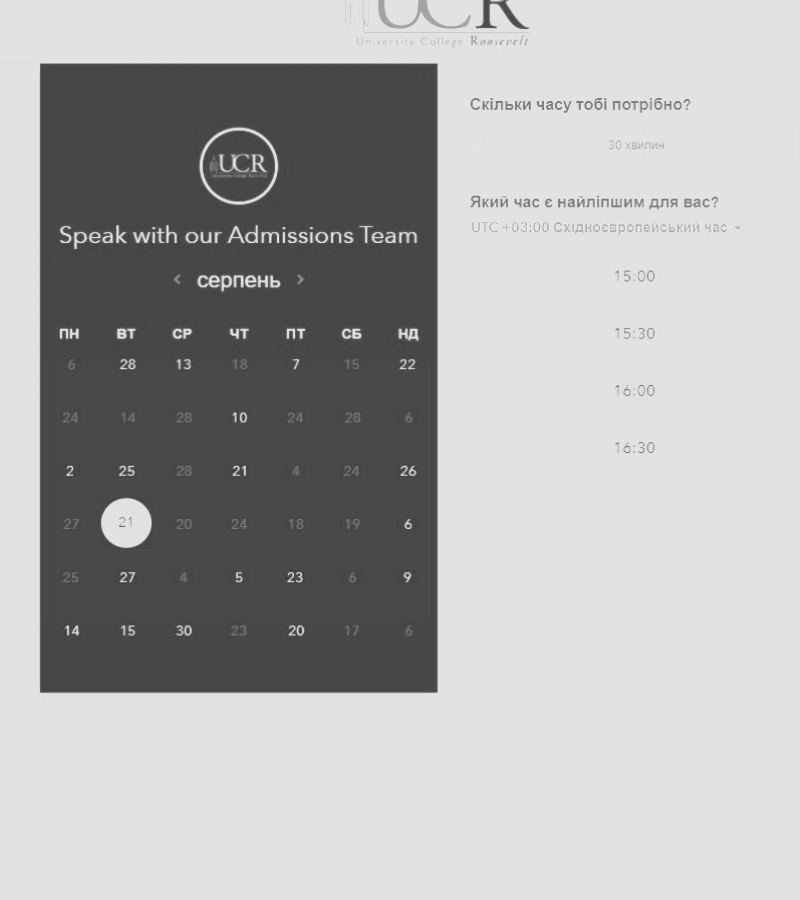 UCR
University College Roosevelt
UCR
Speak with our Admissions Team
серпень
ПН ВТ СР ЧТ ПТ СБ НД
6 28 13 18 7 15 22
24 14 28 10 24 28 6
2 25 28 21 4 24 26
27 21 20 24 18 19 6
25 27 4 5 23 6 9
14 15 30 23 20 17 6
Скільки часу тобі потрібно?
30 хвилин
Який час є найліпшим для вас?
UTC +03:00 Східноєвропейський час
15:00
15:30
16:00
16:30